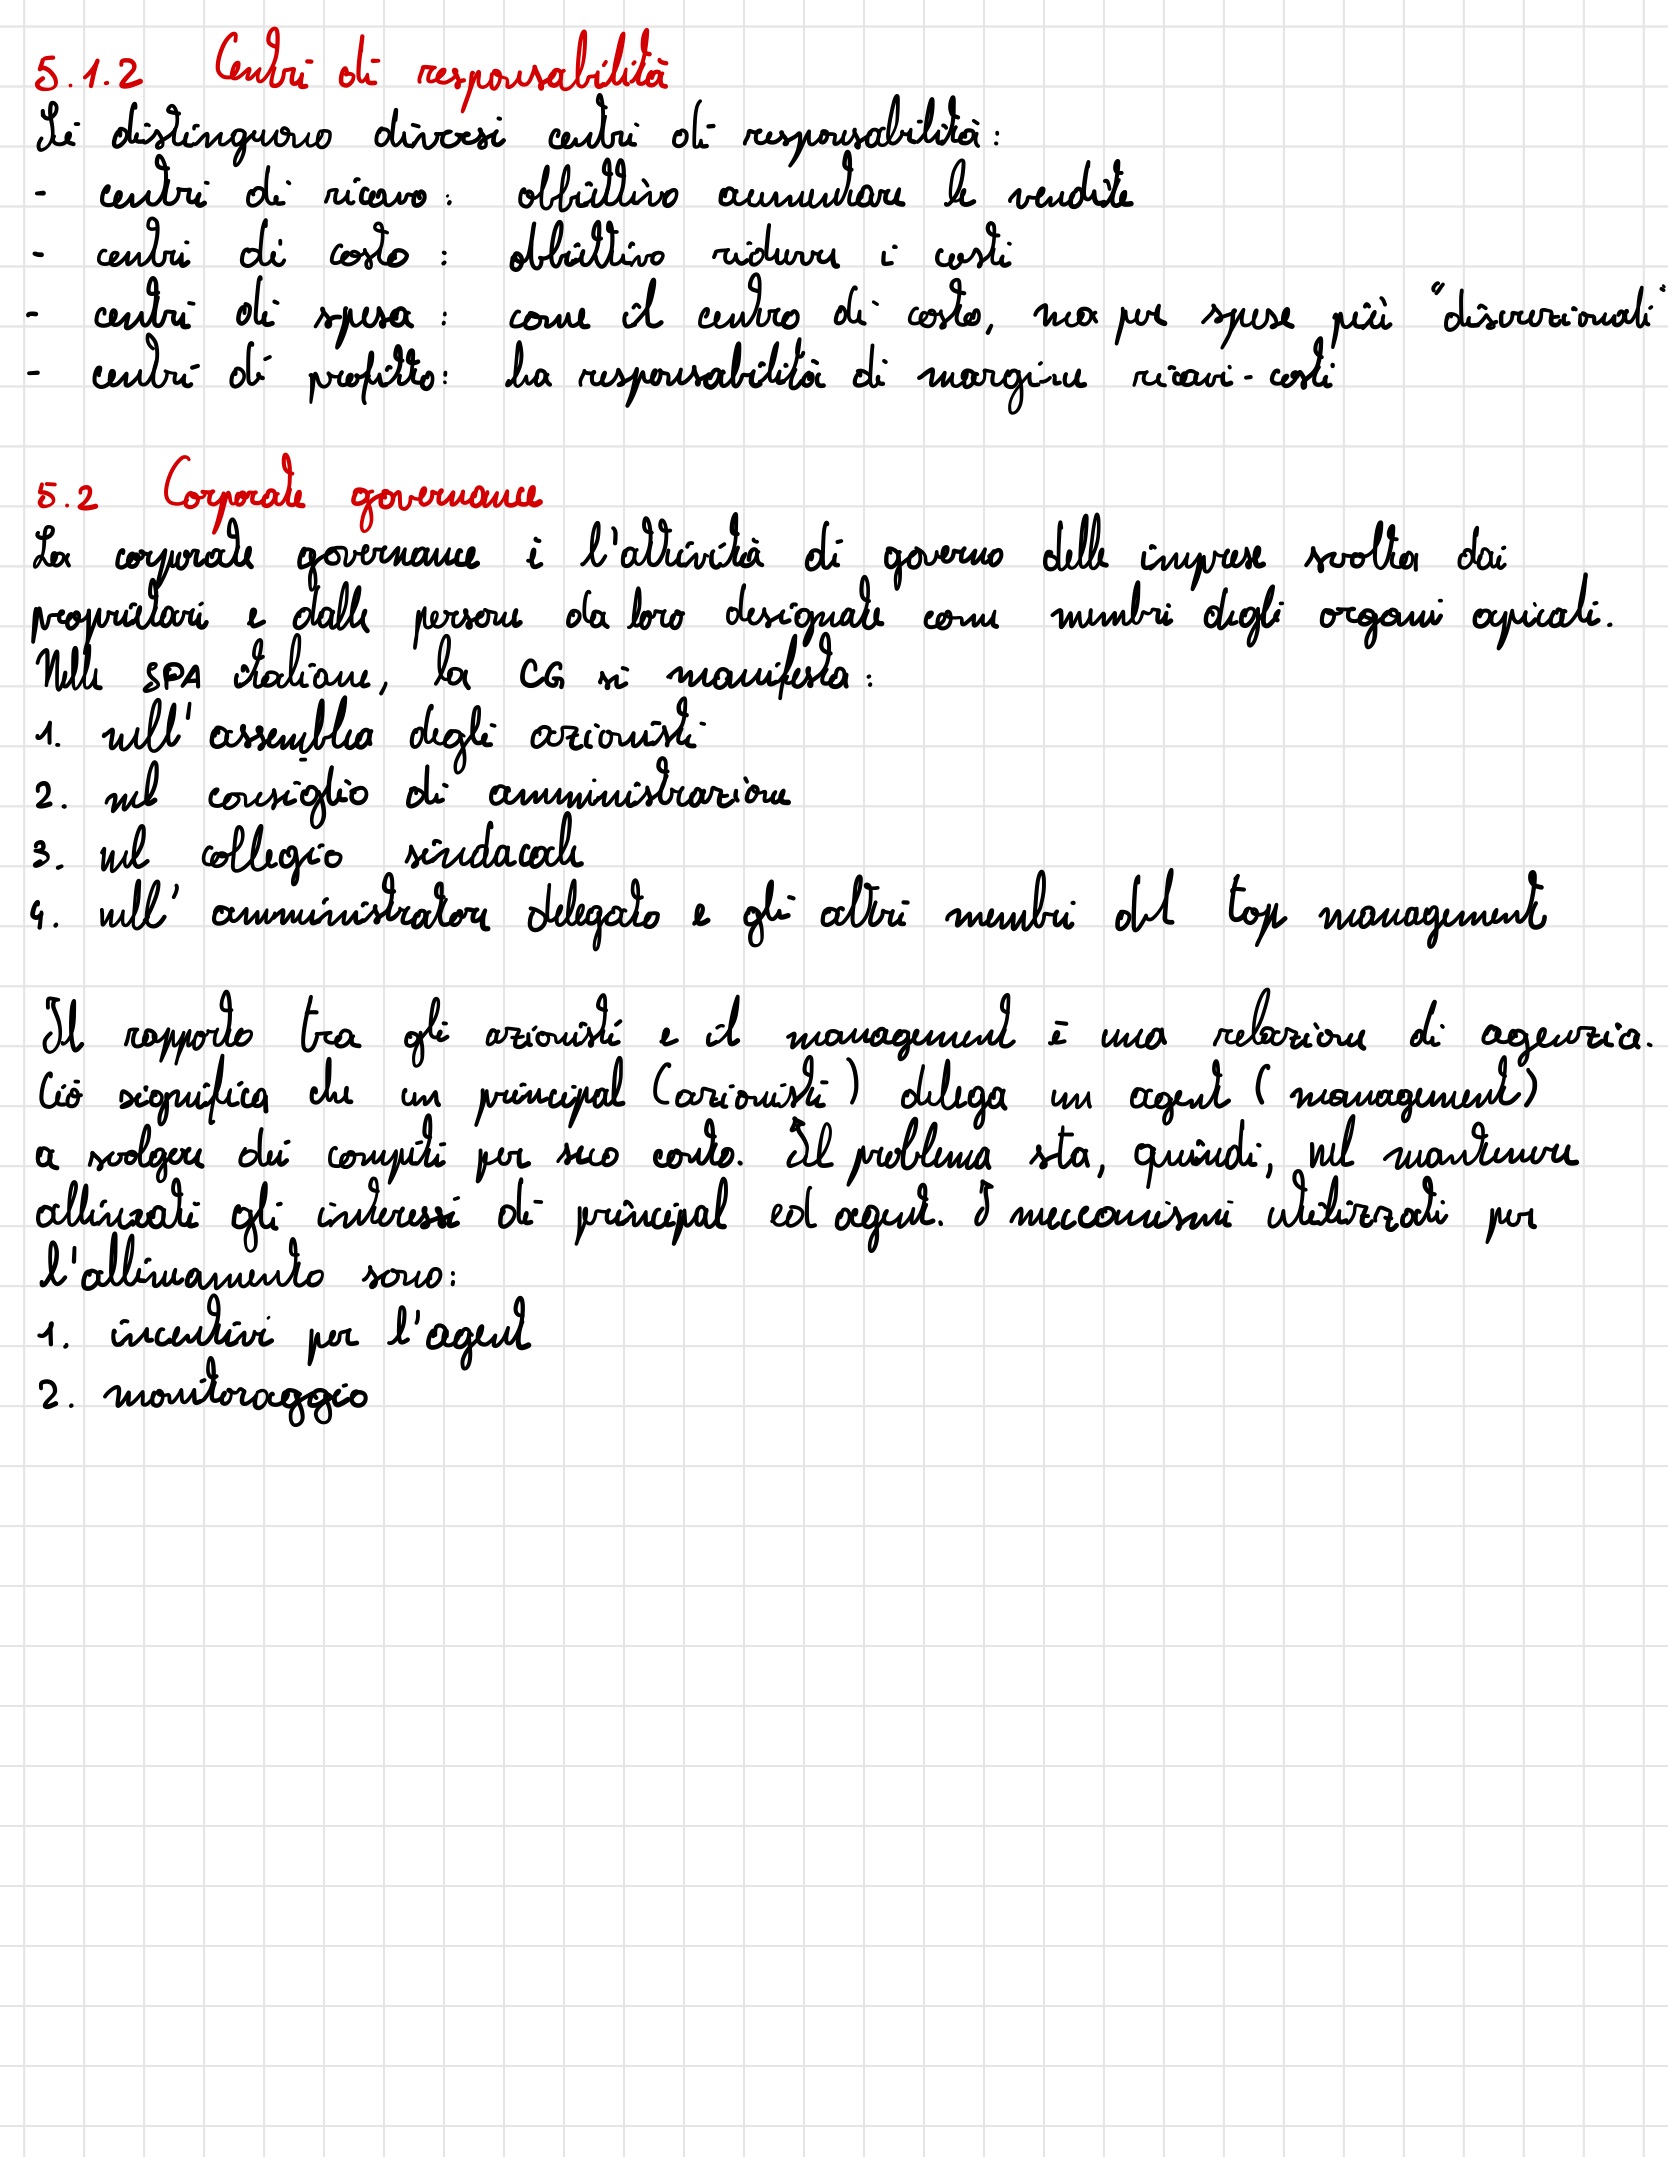 5.1.2 Centri di responsabilità
Si distinguono diversi centri di responsabilità:
- centri di ricavo: obbiettivo aumentare le vendite
- centri di costo: obbiettivo ridurre i costi
- centri di spesa: come il centro di costo, ma per spese più "discrezionali"
- centri di profitto: ha responsabilità di margine ricavi-costi
5.2 Corporate governance
La corporate governance è l'attività di governo delle imprese svolta dai
proprietari e dalle persone da loro designate come membri degli organi apicali.
Nelle SPA italiane, la CG si manifesta:
1. nell'assemblea degli azionisti
2. nel consiglio di amministrazione
3. nel collegio sindacale
4. nell'amministratore delegato e gli altri membri del top management
Il rapporto tra gli azionisti e il management è una relazione di agenzia.
Ciò significa che un principal (azionisti) delega un agent (management)
a svolgere dei compiti per suo conto. Il problema sta, quindi, nel mantenere
allineati gli interessi di principal ed agent. I meccanismi utilizzati per
l'allineamento sono:
1. incentivi per l'agent
2. monitoraggio